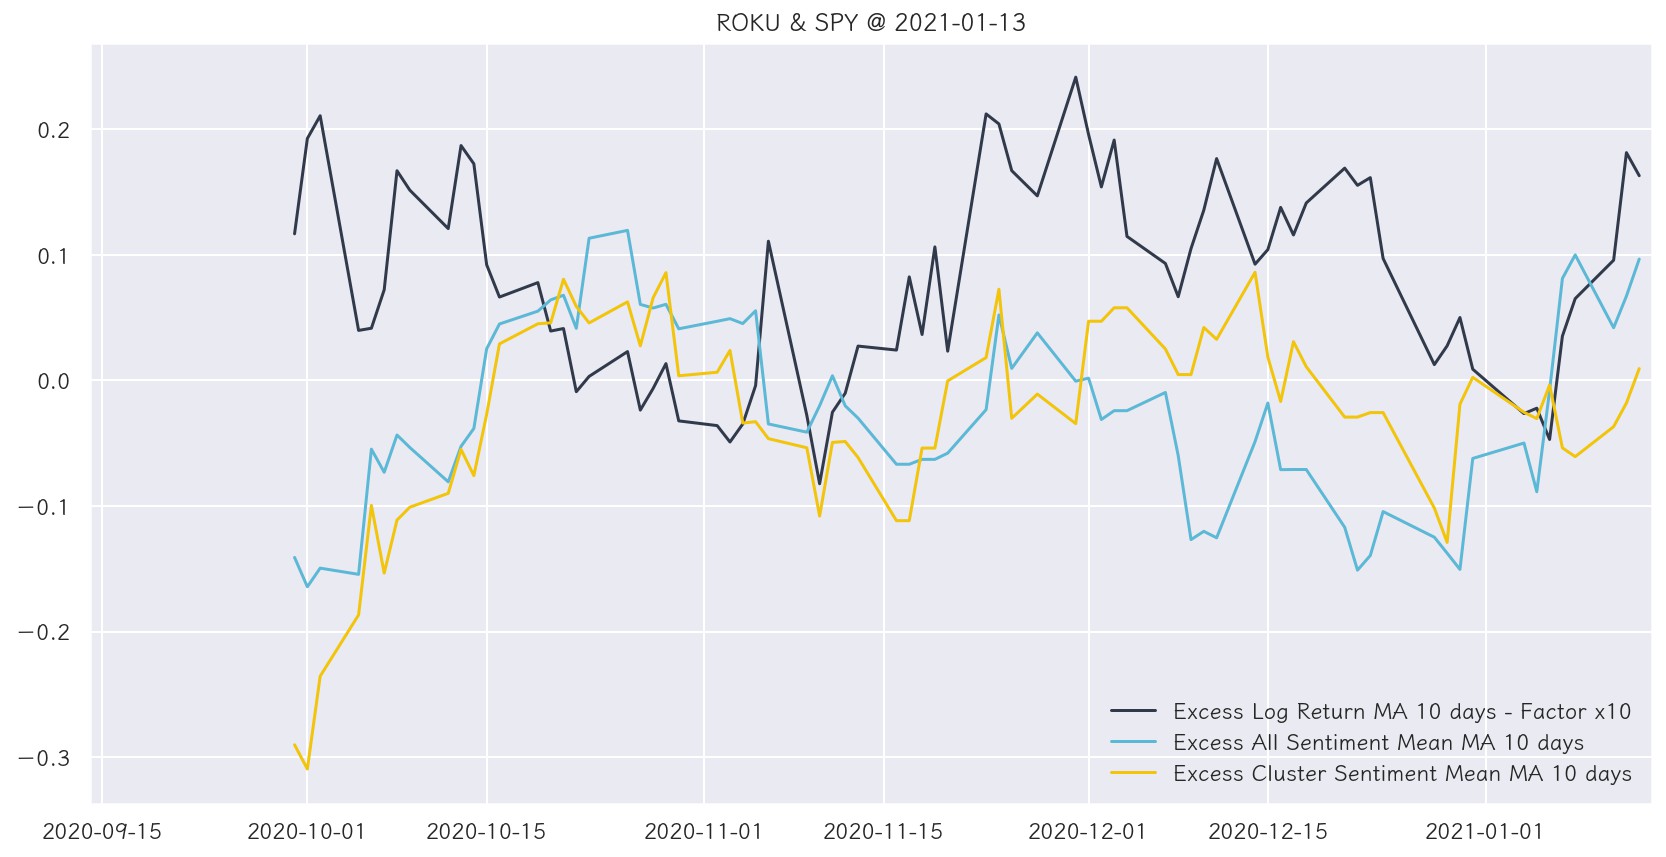 ROKU & SPY @ 2021-01-13
0.2
0.1
0.0
−0.1
−0.2
−0.3
Excess Log Return MA 10 days - Factor x10
Excess All Sentiment Mean MA 10 days
Excess Cluster Sentiment Mean MA 10 days
2020-09-15 2020-10-01 2020-10-15 2020-11-01 2020-11-15 2020-12-01 2020-12-15 2021-01-01